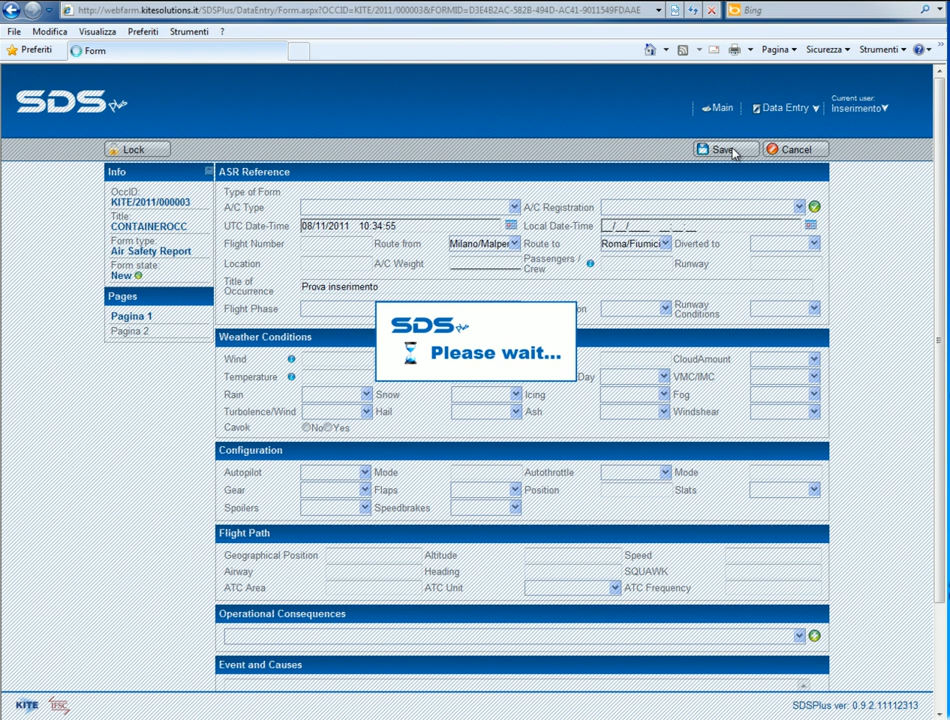 http://webfarm.kitesolutions.it/SDSPlus/DataEntry/Form.aspx?OCCID=KITE/2011/000003&FORMID=D3E4B2AC-582B-494D-AC41-9011549FDAAE
Bing
File Modifica Visualizza Preferiti Strumenti ?
Preferiti Form Pagina Sicurezza Strumenti
SDS plus
Main Data Entry Current user: Inserimento
Lock Save Cancel
Info
OccID:
KITE/2011/000003
Title:
CONTAINEROCC
Form type:
Air Safety Report
Form state:
New
Pages
Pagina 1
Pagina 2
ASR Reference
Type of Form
A/C Type A/C Registration
UTC Date-Time 08/11/2011 10:34:55 Local Date-Time __/__/____ __:__:__
Flight Number Route from Milano/Malper Route to Roma/Fiumici Diverted to
Location A/C Weight Passengers / Crew Runway
Title of Occurrence Prova inserimento
Flight Phase Runway Conditions
SDS plus
Please wait...
Weather Conditions
Wind CloudAmount
Temperature Day VMC/IMC
Rain Snow Icing Fog
Turbolence/Wind Hail Ash Windshear
Cavok No Yes
Configuration
Autopilot Mode Autothrottle Mode
Gear Flaps Position Slats
Spoilers Speedbrakes
Flight Path
Geographical Position Altitude Speed
Airway Heading SQUAWK
ATC Area ATC Unit ATC Frequency
Operational Consequences
Event and Causes
KITE IFSC SDSPlus ver: 0.9.2.11112313